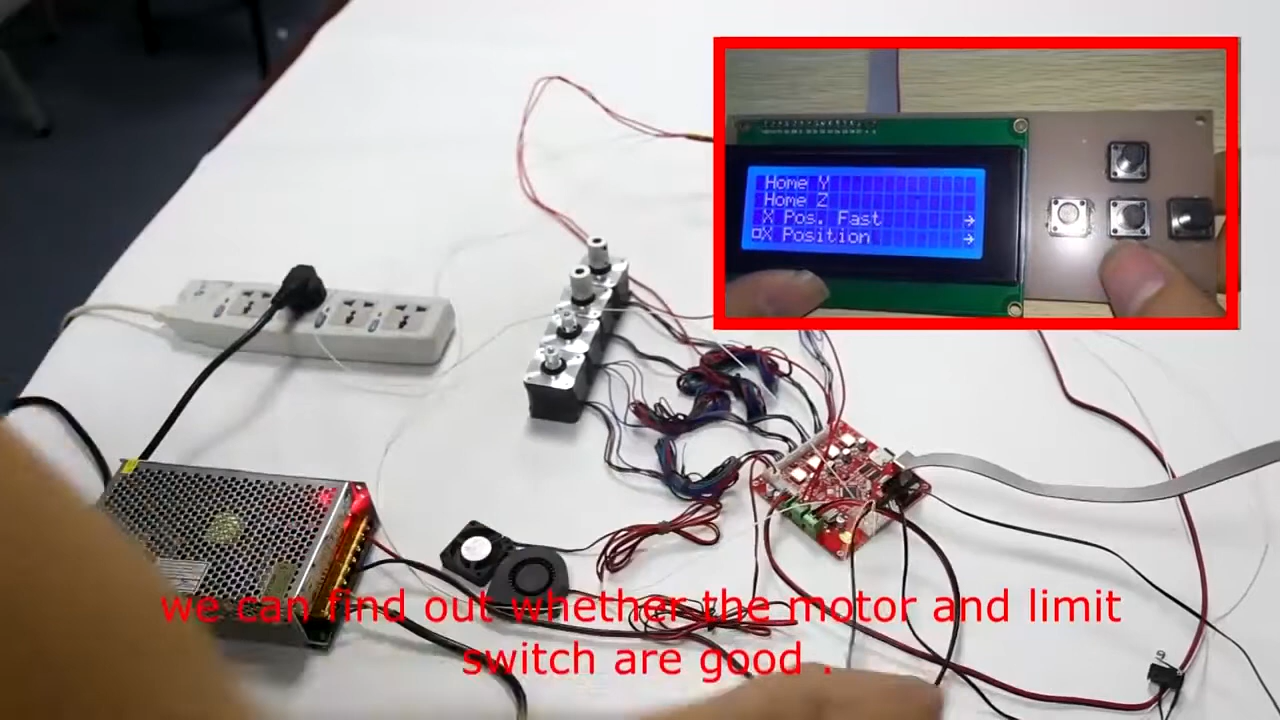 Home Y
Home Z
X Pos. Fast →
X Position →
we can find out whether the motor and limit
switch are good .